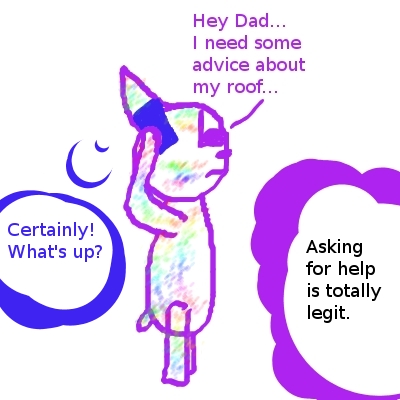 Hey Dad...
I need some
advice about
my roof...
Certainly!
What's up?
Asking
for help
is totally
legit.